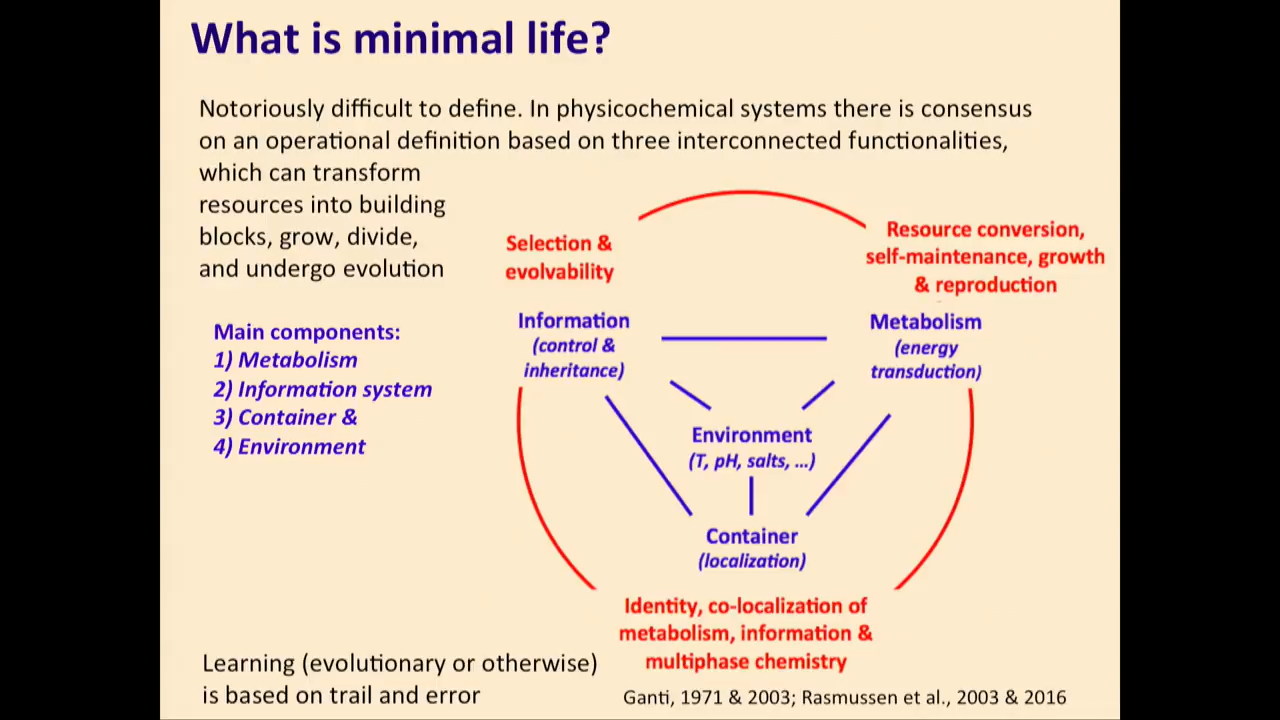 What is minimal life?
Notoriously difficult to define. In physicochemical systems there is consensus
on an operational definition based on three interconnected functionalities,
which can transform
resources into building
blocks, grow, divide,
and undergo evolution
Main components:
1) Metabolism
2) Information system
3) Container &
4) Environment
Selection &
evolvability
Resource conversion,
self-maintenance, growth
& reproduction
Information
(control &
inheritance)
Metabolism
(energy
transduction)
Environment
(T, pH, salts, ...)
Container
(localization)
Identity, co-localization of
metabolism, information &
multiphase chemistry
Learning (evolutionary or otherwise)
is based on trail and error
Ganti, 1971 & 2003; Rasmussen et al., 2003 & 2016